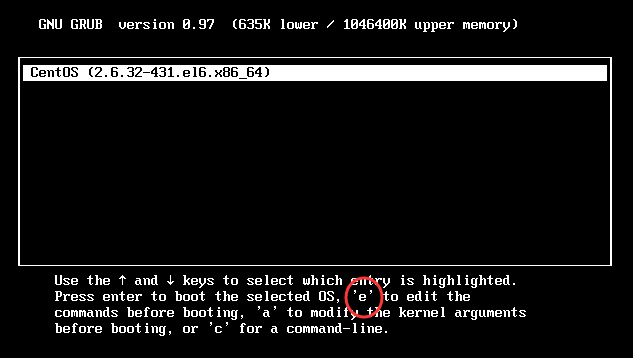 GNU GRUB  version 0.97  (635K lower / 1046400K upper memory)
CentOS (2.6.32-431.el6.x86_64)
Use the ↑ and ↓ keys to select which entry is highlighted.
Press enter to boot the selected OS, 'e' to edit the
commands before booting, 'a' to modify the kernel arguments
before booting, or 'c' for a command-line.